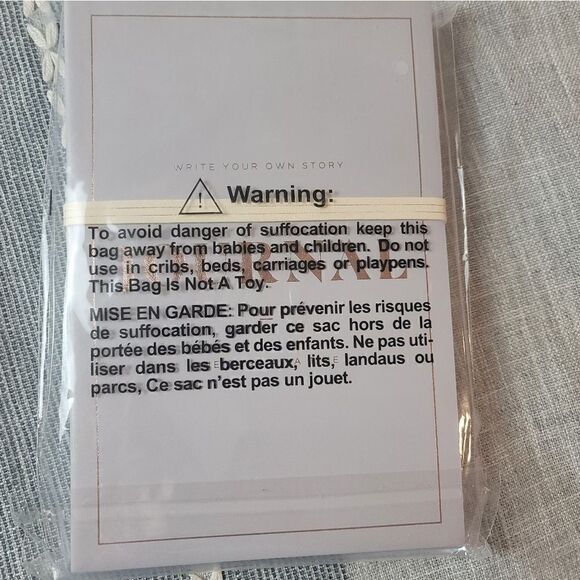 WRITE YOUR OWN STORY
Warning:
To avoid danger of suffocation keep this
bag away from babies and children. Do not
use in cribs, beds, carriages or playpens.
JOURNAL
This Bag Is Not A Toy.
MISE EN GARDE: Pour prévenir les risques
de suffocation, garder ce sac hors de la
portée des bébés et des enfants. Ne pas uti-
liser dans les berceaux, lits, landaus ou
parcs, Ce sac n'est pas un jouet.